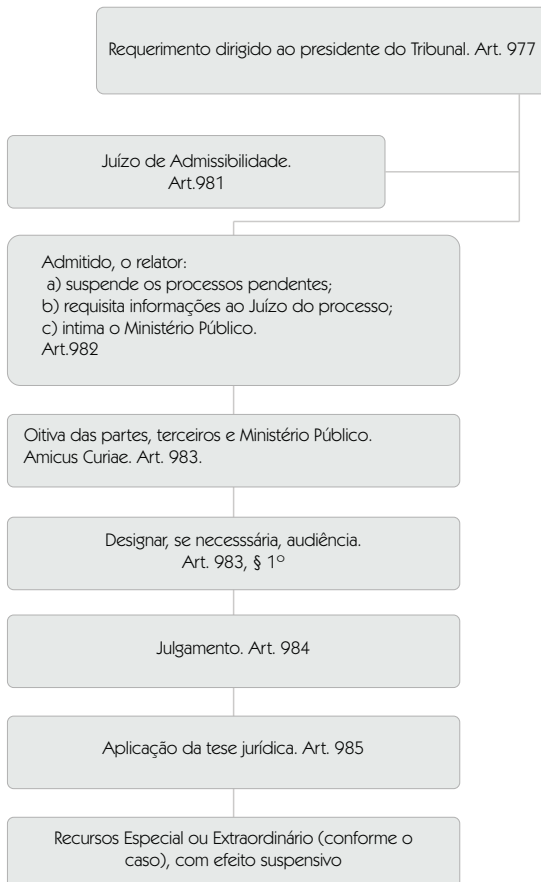 Requerimento dirigido ao presidente do Tribunal. Art. 977
Juízo de Admissibilidade.
Art.981
Admitido, o relator:
a) suspende os processos pendentes;
b) requisita informações ao Juízo do processo;
c) intima o Ministério Público.
Art.982
Oitiva das partes, terceiros e Ministério Público.
Amicus Curiae. Art. 983.
Designar, se necesssária, audiência.
Art. 983, § 1º
Julgamento. Art. 984
Aplicação da tese jurídica. Art. 985
Recursos Especial ou Extraordinário (conforme o
caso), com efeito suspensivo